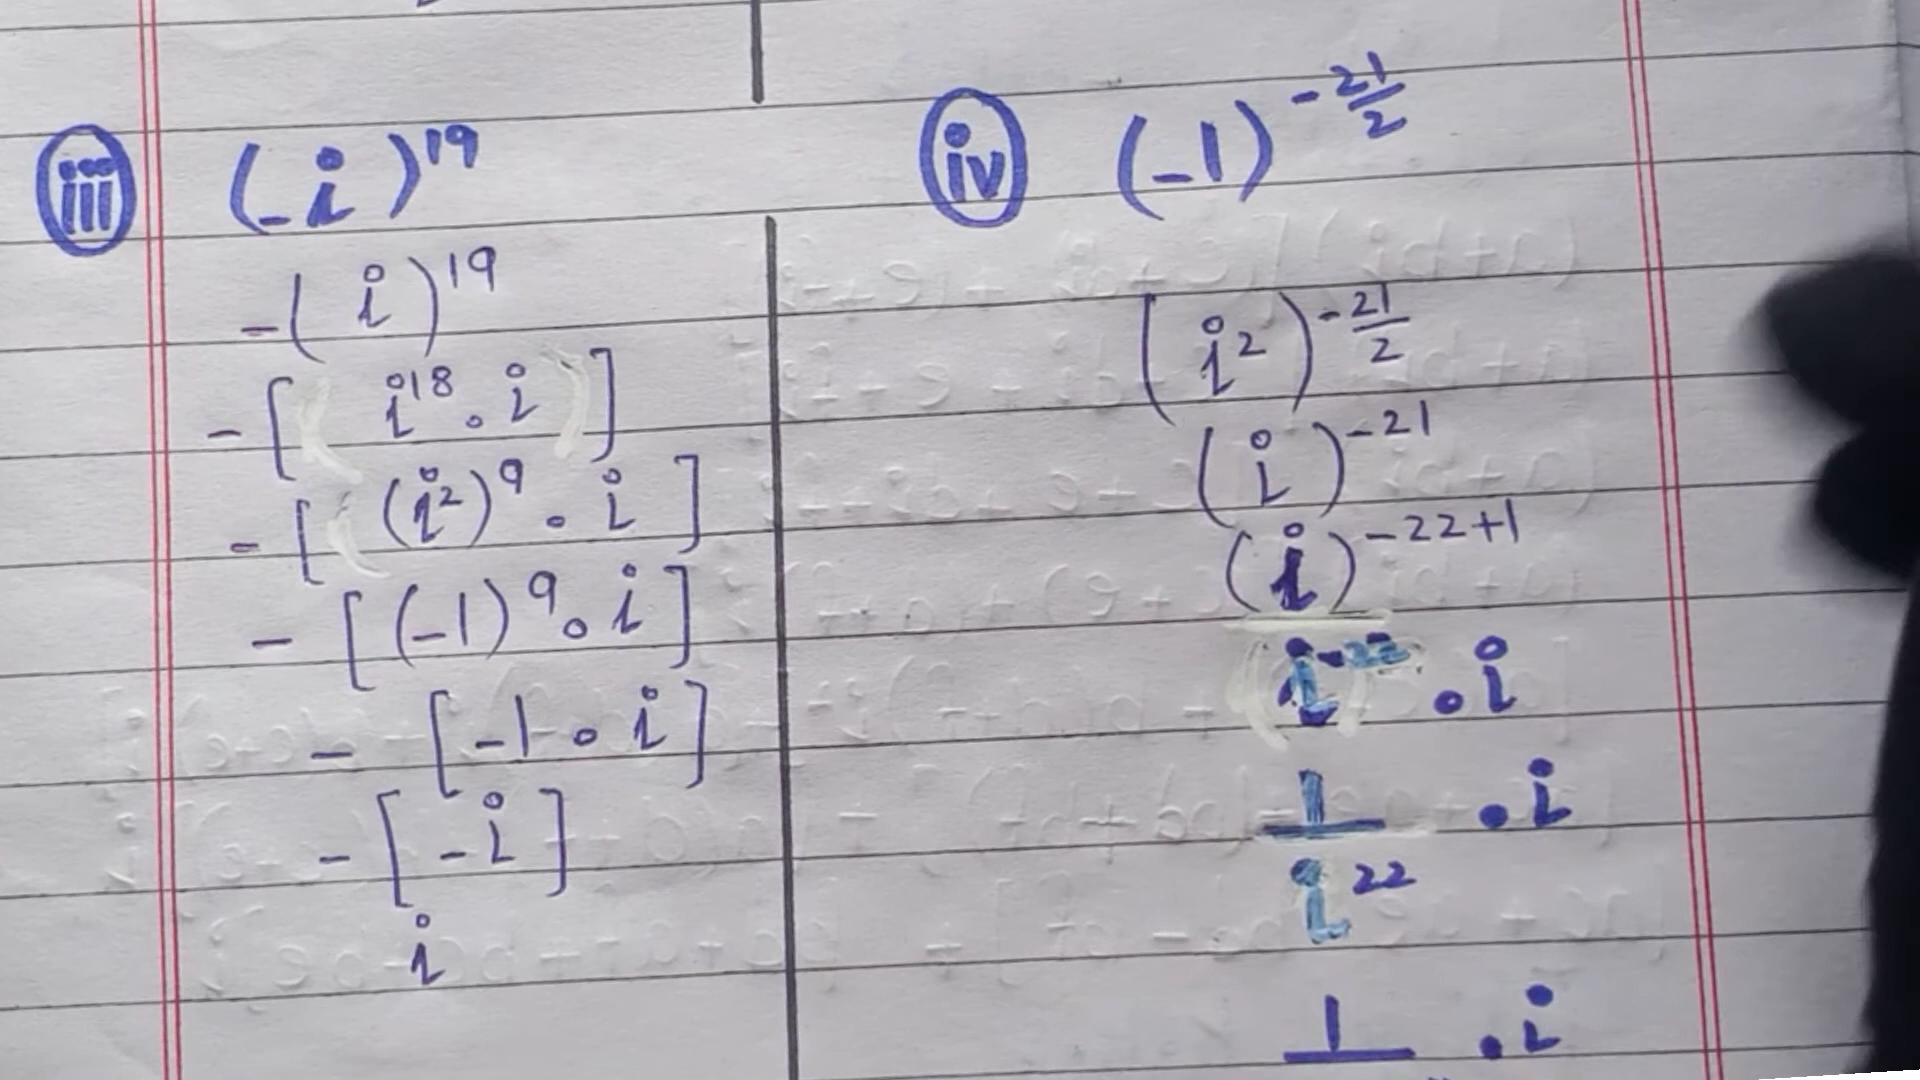 iii (-i)^19
-(i)^19
-[ i^18 . i ]
-[ (i^2)^9 . i ]
-[ (-1)^9 . i ]
-[ -1 . i ]
-[ -i ]
i
iv (-1)^-21/2
(i^2)^-21/2
(i)^-21
(i)^-22+1
i^-22 . i
1/i^22 . i
1 . i